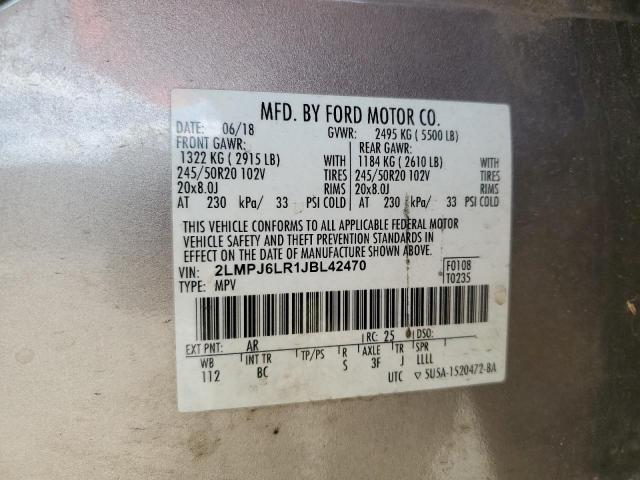 MFD. BY FORD MOTOR CO.
DATE: 06/18 GVWR: 2495 KG ( 5500 LB)
FRONT GAWR: REAR GAWR:
1322 KG ( 2915 LB) WITH 1184 KG ( 2610 LB) WITH
245/50R20 102V TIRES 245/50R20 102V TIRES
20x8.0J RIMS 20x8.0J RIMS
AT 230 kPa/ 33 PSI COLD AT 230 kPa/ 33 PSI COLD
THIS VEHICLE CONFORMS TO ALL APPLICABLE FEDERAL MOTOR
VEHICLE SAFETY AND THEFT PREVENTION STANDARDS IN
EFFECT ON THE DATE OF MANUFACTURE SHOWN ABOVE.
VIN: 2LMPJ6LR1JBL42470 F0108
TYPE: MPV T0235
EXT PNT: AR RC: 25 DSO:
WB INT TR TP/PS R AXLE TR SPR
112 BC S 3F J LLLL
UTC ▽ 5U5A-1520472-BA